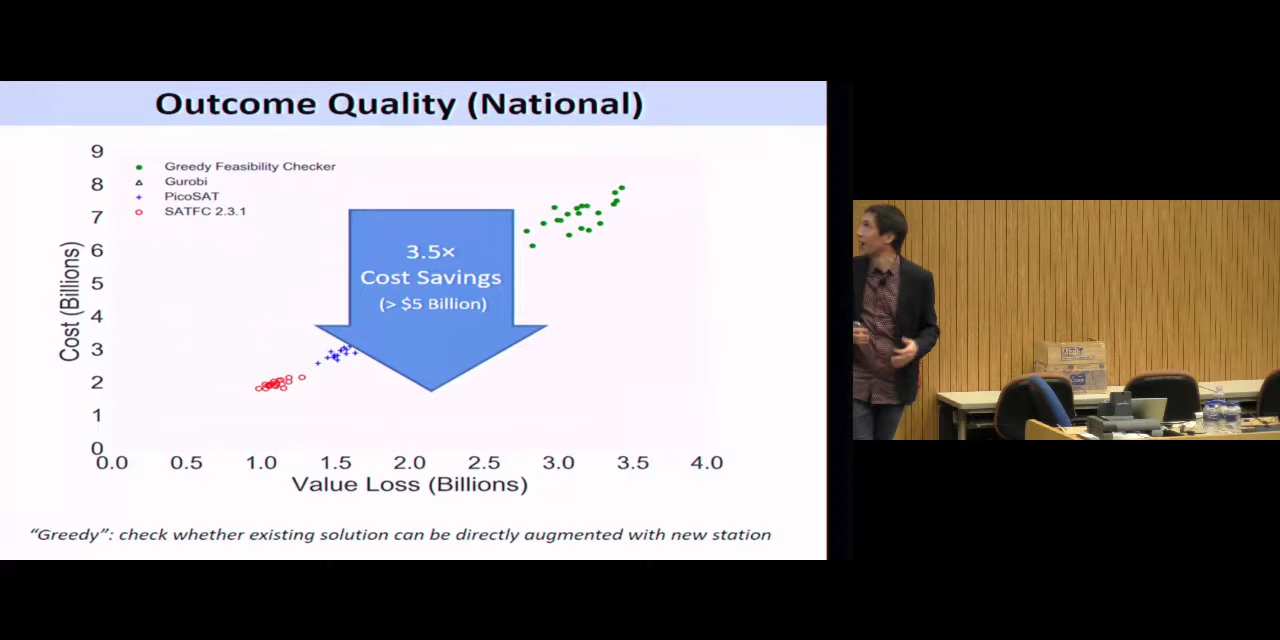 Outcome Quality (National)
9
8
7
6
5
4
3
2
1
0
Cost (Billions)
Greedy Feasibility Checker
Gurobi
PicoSAT
SATFC 2.3.1
3.5×
Cost Savings
(> $5 Billion)
0.0 0.5 1.0 1.5 2.0 2.5 3.0 3.5 4.0
Value Loss (Billions)
“Greedy”: check whether existing solution can be directly augmented with new station